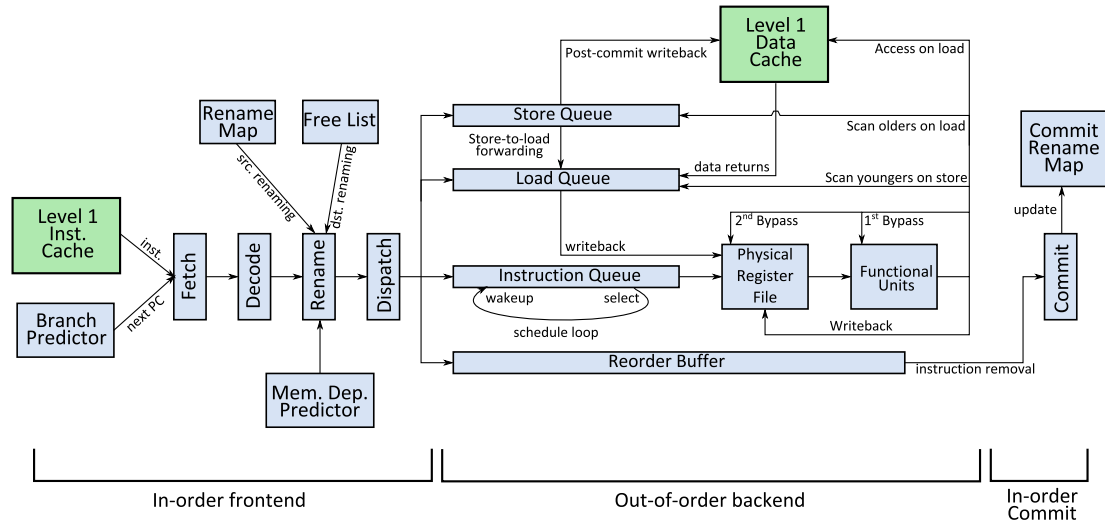 Level 1
Data
Cache
Post-commit writeback
Access on load
Rename
Map
Free List
Store Queue
Commit
Rename
Map
Store-to-load
forwarding
Scan olders on load
src. renaming
dst. renaming
data returns
Load Queue
Scan youngers on store
Level 1
Inst.
Cache
update
inst.
2nd Bypass
1st Bypass
writeback
Fetch
Decode
Rename
Dispatch
Instruction Queue
Physical
Register
File
Functional
Units
Commit
next PC
wakeup
select
Branch
Predictor
schedule loop
Writeback
Reorder Buffer
instruction removal
Mem. Dep.
Predictor
In-order frontend
Out-of-order backend
In-order
Commit